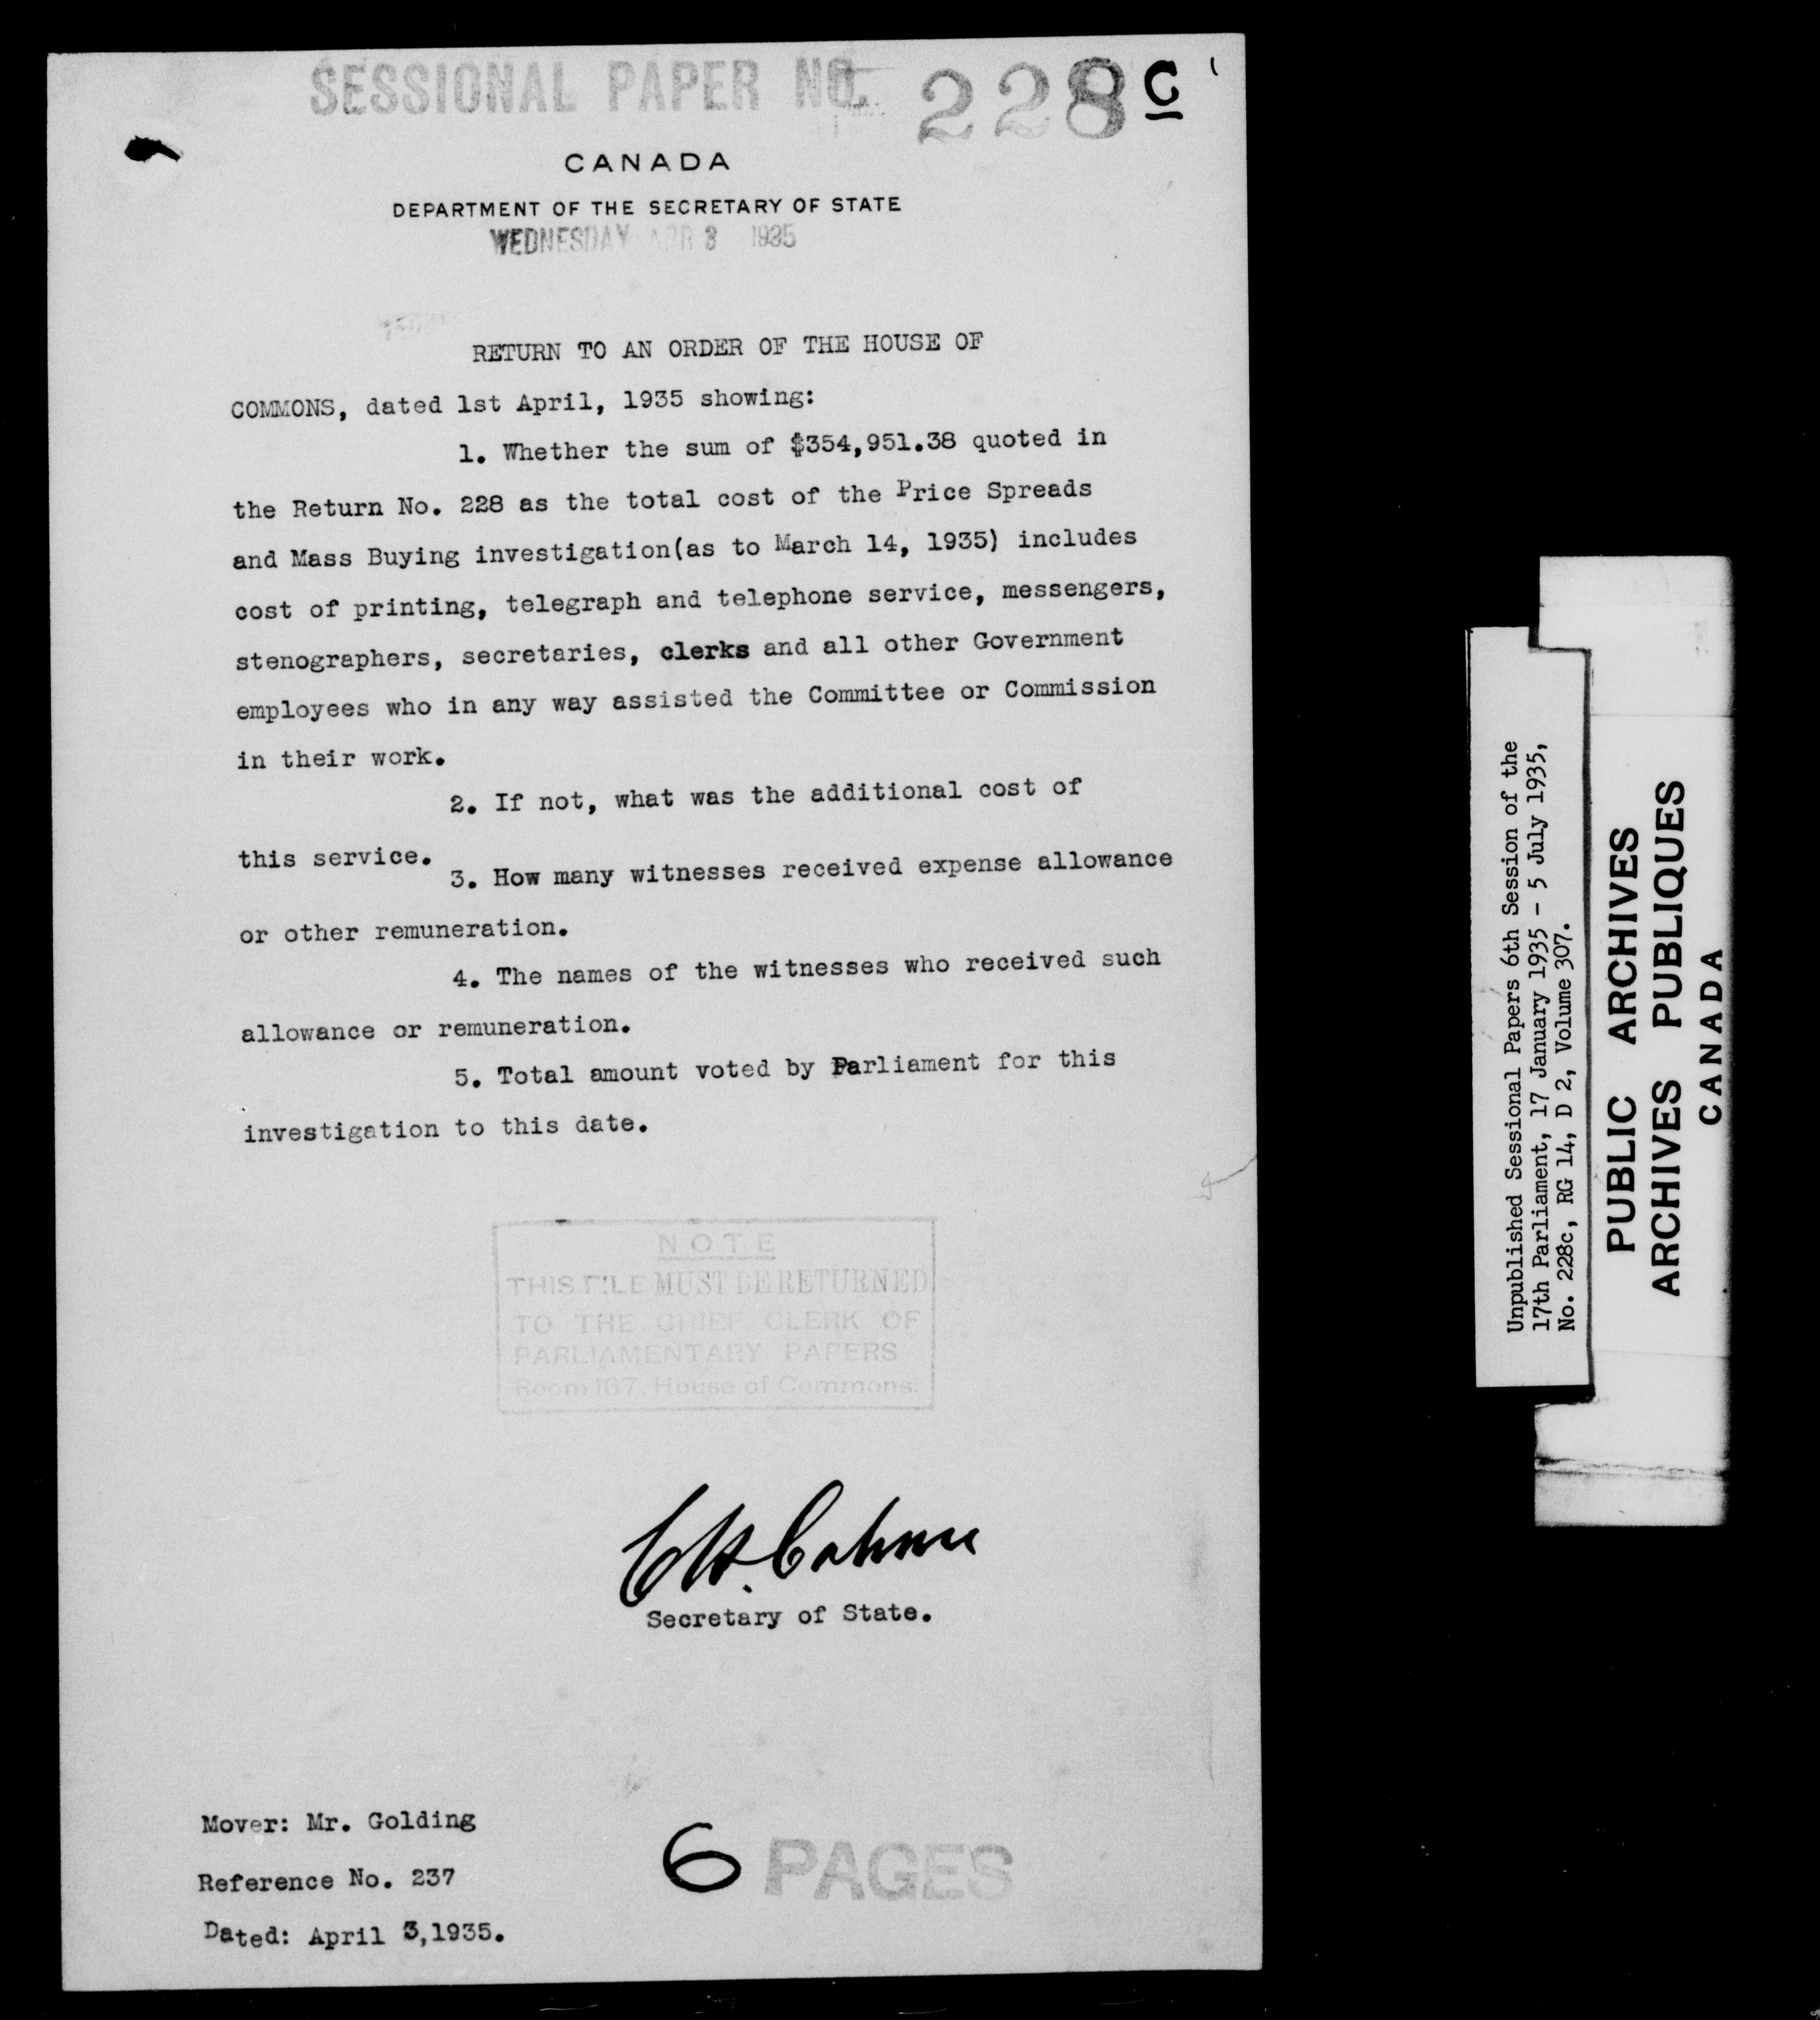 SESSIONAL PAPER NO. 228 C
CANADA
DEPARTMENT OF THE SECRETARY OF STATE
WEDNESDAY APR 3 1935
RETURN TO AN ORDER OF THE HOUSE OF
COMMONS, dated 1st April, 1935 showing:
1. Whether the sum of $354,951.38 quoted in
the Return No. 228 as the total cost of the Price Spreads
and Mass Buying investigation(as to March 14, 1935) includes
cost of printing, telegraph and telephone service, messengers,
stenographers, secretaries, clerks and all other Government
employees who in any way assisted the Committee or Commission
in their work.
2. If not, what was the additional cost of
this service.
3. How many witnesses received expense allowance
or other remuneration.
4. The names of the witnesses who received such
allowance or remuneration.
5. Total amount voted by Parliament for this
investigation to this date.
NOTE
THIS FILE MUST BE RETURNED
TO THE CHIEF CLERK OF
PARLIAMENTARY PAPERS
Room 167, House of Commons.
C H. Cahan
Secretary of State.
Mover: Mr. Golding
Reference No. 237
Dated: April 3,1935.
6 PAGES
Unpublished Sessional Papers 6th Session of the
17th Parliament, 17 January 1935 - 5 July 1935,
No. 228c, RG 14, D 2, Volume 307.
PUBLIC ARCHIVES
ARCHIVES PUBLIQUES
CANADA